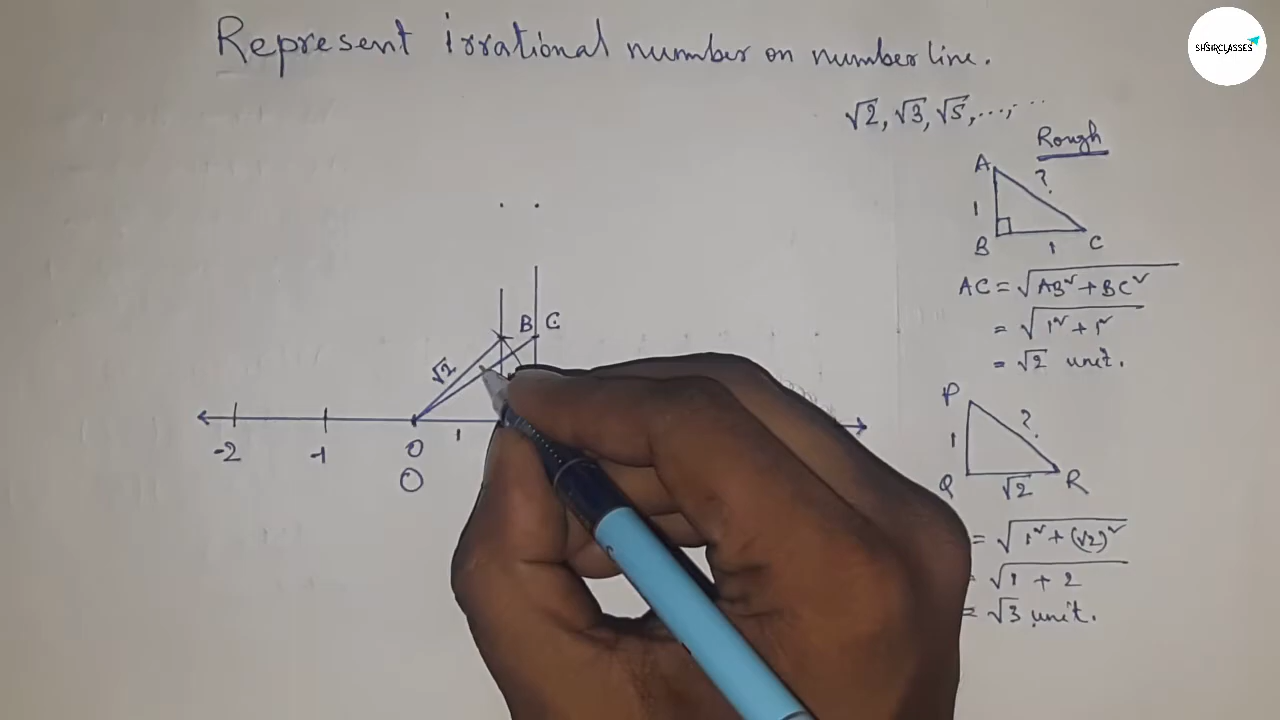 Represent irrational number on number line.
SHSIRCLASSES
√2, √3, √5, ...,...
Rough
A
?
1
B
1
C
AC = √AB² + BC²
= √1² + 1²
= √2 unit.
P
?
1
Q
√2
R
= √1² + (√2)²
= √1 + 2
= √3 unit.
B C
√2
-2 -1 0 1
O